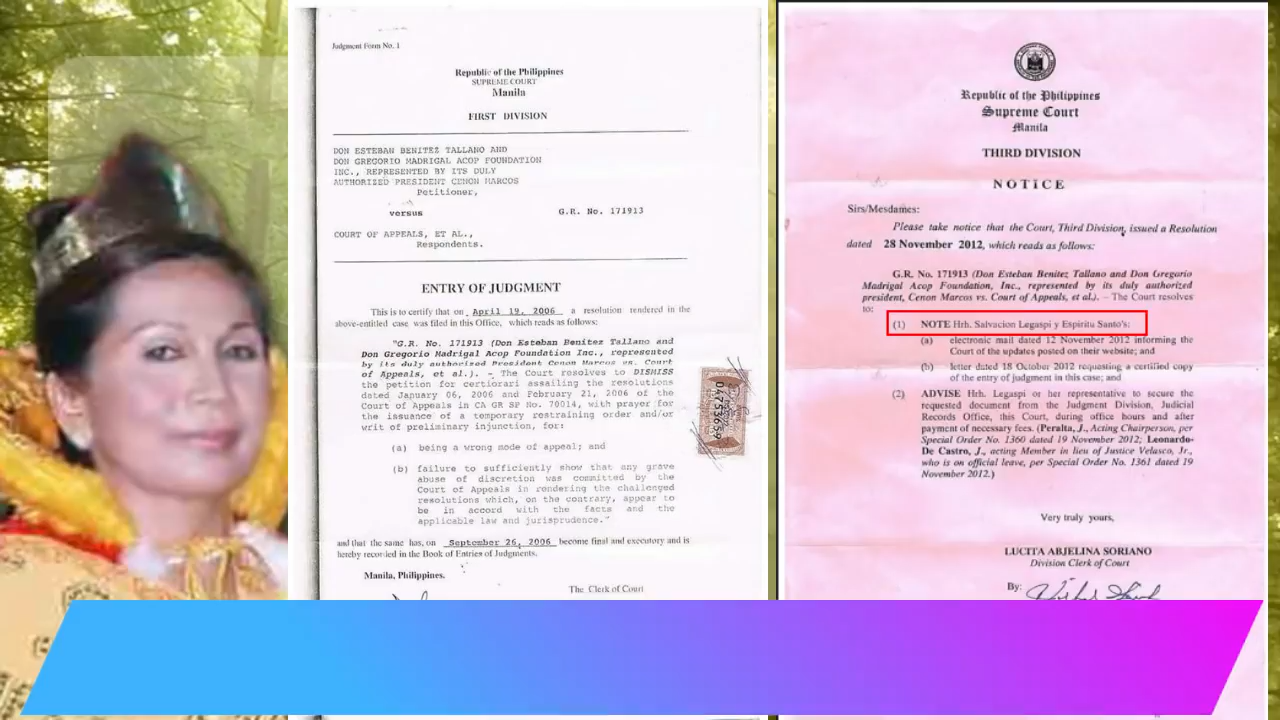 Judgment Form No. 1
Republic of the Philippines
SUPREME COURT
Manila
FIRST DIVISION
DON ESTEBAN BENITEZ TALLANO AND
DON GREGORIO MADRIGAL ACOP FOUNDATION
INC., REPRESENTED BY ITS DULY
AUTHORIZED PRESIDENT CENON MARCOS
Petitioner,
versus G.R. No. 171913
COURT OF APPEALS, ET AL.,
Respondents.
ENTRY OF JUDGMENT
This is to certify that on April 19, 2006 a resolution rendered in the
above-entitled case was filed in this Office, which reads as follows:
"G.R. No. 171913 (Don Esteban Benitez Tallano and
Don Gregorio Madrigal Acop Foundation Inc., represented
by its duly authorized President Cenon Marcos vs. Court
of Appeals, et al.). – The Court resolves to DISMISS
the petition for certiorari assailing the resolutions
dated January 06, 2006 and February 21, 2006 of the
Court of Appeals in CA GR SP No. 70014, with prayer for
the issuance of a temporary restraining order and/or
writ of preliminary injunction, for:
(a) being a wrong mode of appeal; and
(b) failure to sufficiently show that any grave
abuse of discretion was committed by the
Court of Appeals in rendering the challenged
resolutions which, on the contrary, appear to
be in accord with the facts and the
applicable law and jurisprudence."
and that the same has, on September 26, 2006 become final and executory and is
hereby recorded in the Book of Entries of Judgments.
Manila, Philippines.
The Clerk of Court
Republic of the Philippines
Supreme Court
Manila
THIRD DIVISION
NOTICE
Sirs/Mesdames:
Please take notice that the Court, Third Division, issued a Resolution
dated 28 November 2012, which reads as follows:
G.R. No. 171913 (Don Esteban Benitez Tallano and Don Gregorio
Madrigal Acop Foundation, Inc., represented by its duly authorized
president, Cenon Marcos vs. Court of Appeals, et al.). – The Court resolves
to:
(1) NOTE Hrh. Salvacion Legaspi y Espiritu Santo's:
(a) electronic mail dated 12 November 2012 informing the
Court of the updates posted on their website; and
(b) letter dated 18 October 2012 requesting a certified copy
of the entry of judgment in this case; and
(2) ADVISE Hrh. Legaspi or her representative to secure the
requested document from the Judgment Division, Judicial
Records Office, this Court, during office hours and after
payment of necessary fees. (Peralta, J., Acting Chairperson, per
Special Order No. 1360 dated 19 November 2012; Leonardo-
De Castro, J., acting Member in lieu of Justice Velasco, Jr.,
who is on official leave, per Special Order No. 1361 dated 19
November 2012.)
Very truly yours,
LUCITA ABJELINA SORIANO
Division Clerk of Court
By: